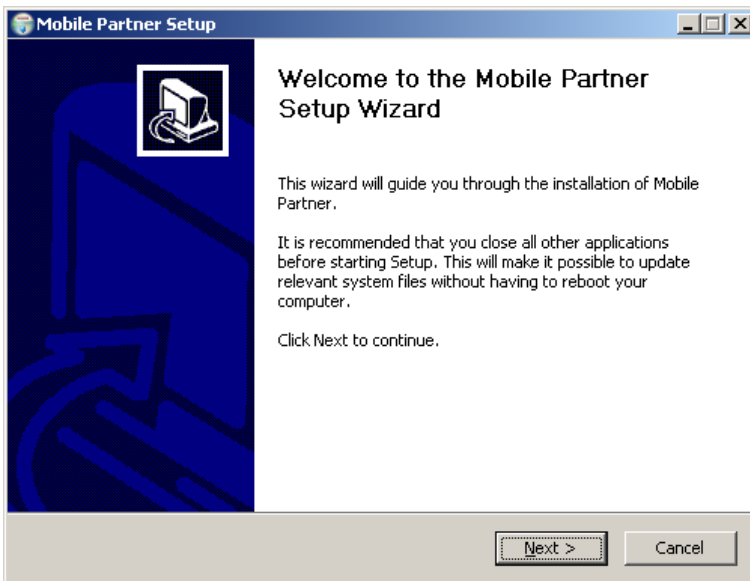 Mobile Partner Setup
Welcome to the Mobile Partner
Setup Wizard
This wizard will guide you through the installation of Mobile
Partner.
It is recommended that you close all other applications
before starting Setup. This will make it possible to update
relevant system files without having to reboot your
computer.
Click Next to continue.
Next >
Cancel